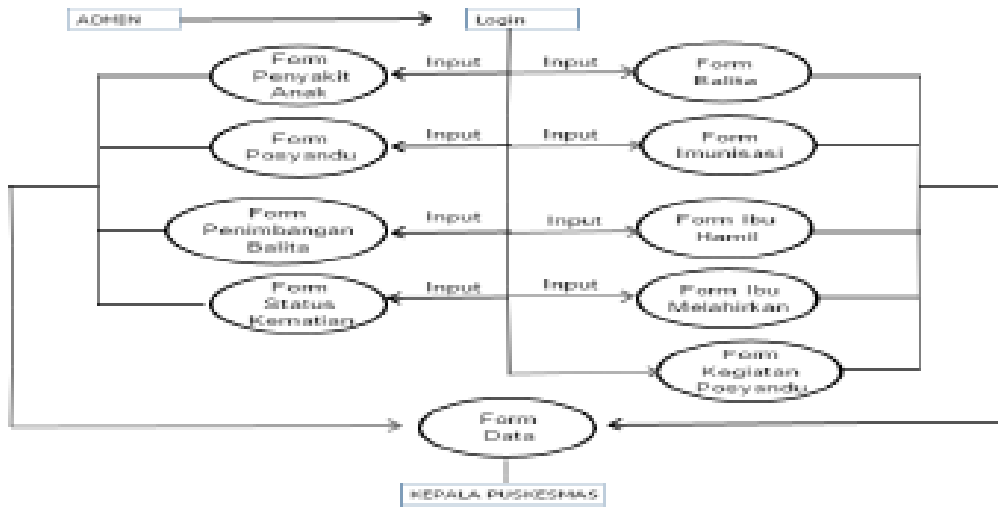 ADMIN
Login
Form
Penyakit
Anak
Input
Input
Form
Balita
Form
Posyandu
Input
Input
Form
Imunisasi
Form
Penimbangan
Balita
Input
Input
Form Ibu
Hamil
Form
Status
Kematian
Input
Input
Form Ibu
Melahirkan
Form
Kegiatan
Posyandu
Form
Data
KEPALA PUSKESMAS